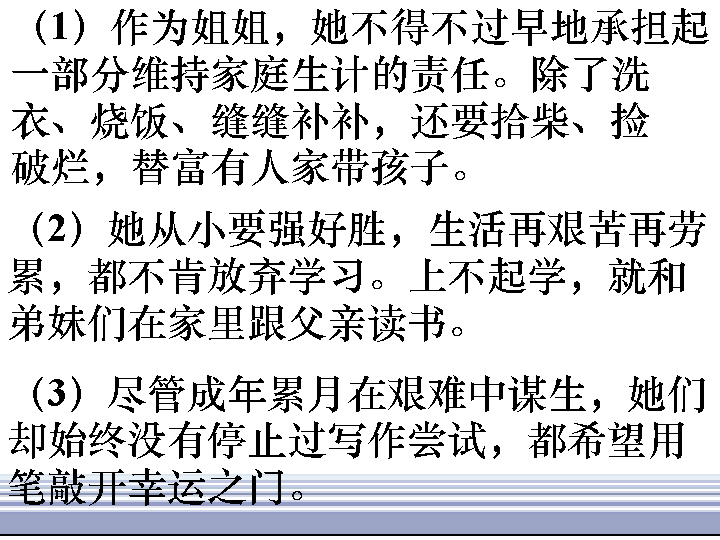 （1）作为姐姐，她不得不过早地承担起
一部分维持家庭生计的责任。除了洗
衣、烧饭、缝缝补补，还要拾柴、捡
破烂，替富有人家带孩子。
（2）她从小要强好胜，生活再艰苦再劳
累，都不肯放弃学习。上不起学，就和
弟妹们在家里跟父亲读书。
（3）尽管成年累月在艰难中谋生，她们
却始终没有停止过写作尝试，都希望用
笔敲开幸运之门。